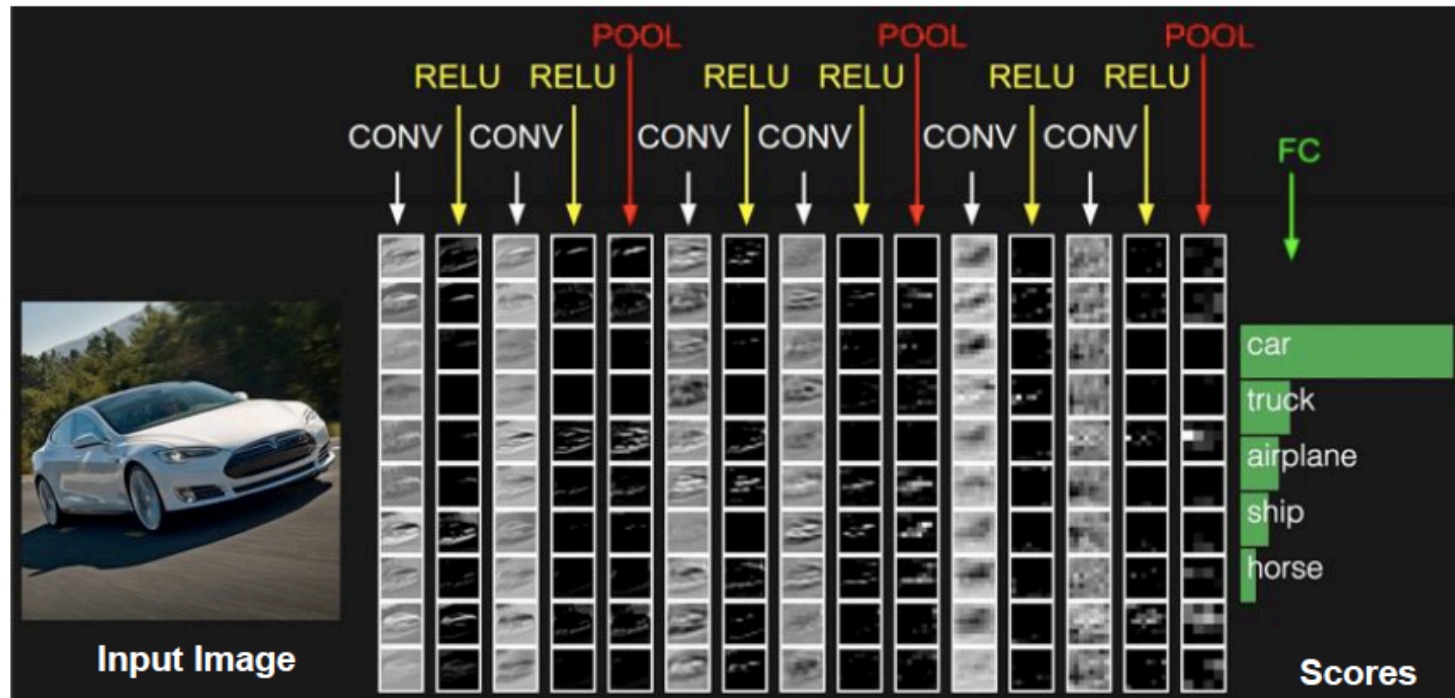 POOL POOL POOL
RELU RELU RELU RELU RELU RELU
CONV CONV CONV CONV CONV CONV
FC
car
truck
airplane
ship
horse
Input Image
Scores